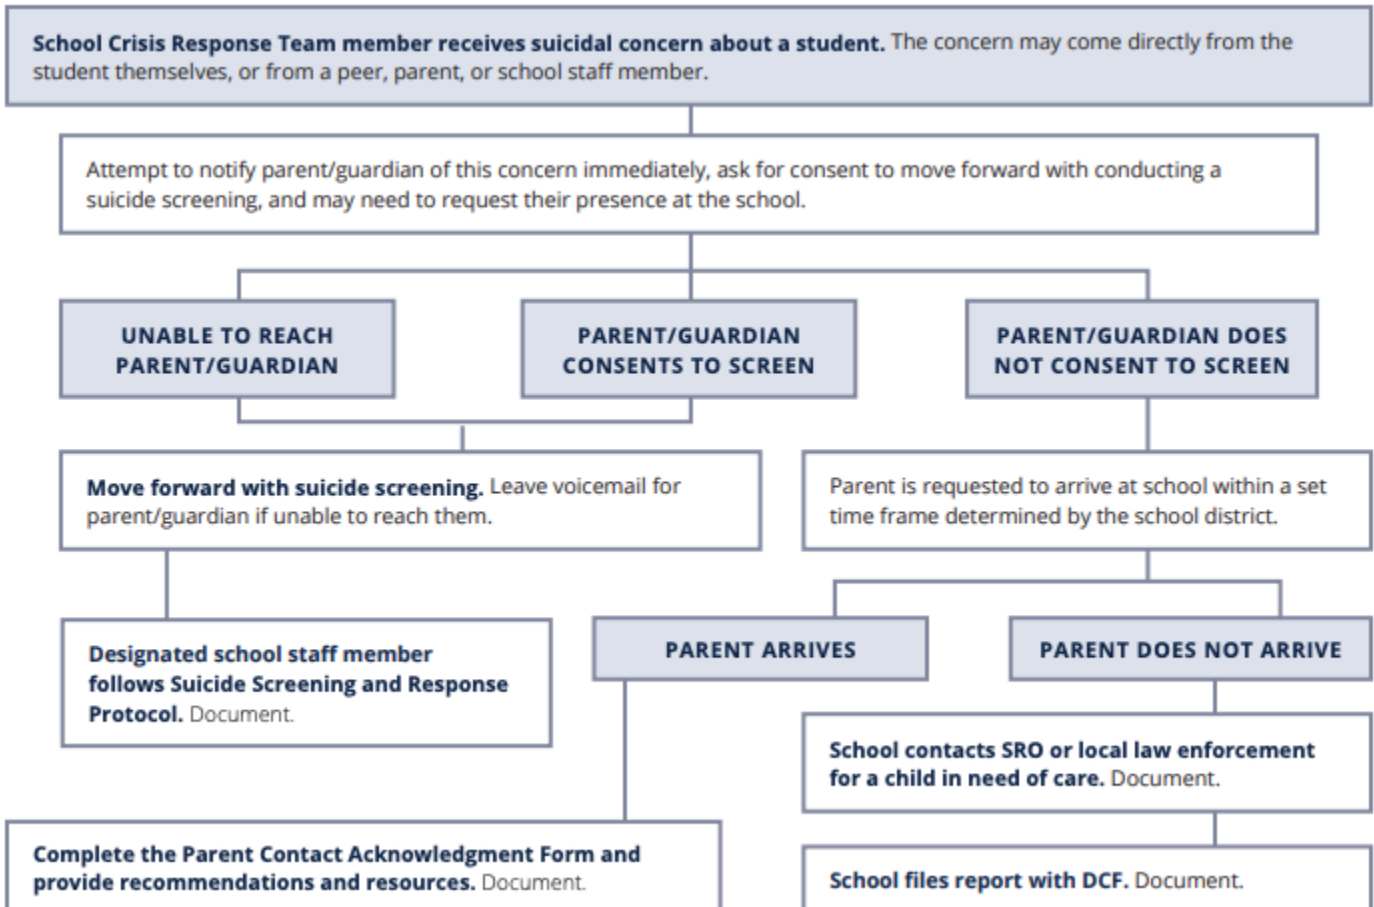 School Crisis Response Team member receives suicidal concern about a student. The concern may come directly from the
student themselves, or from a peer, parent, or school staff member.
Attempt to notify parent/guardian of this concern immediately, ask for consent to move forward with conducting a
suicide screening, and may need to request their presence at the school.
UNABLE TO REACH
PARENT/GUARDIAN
PARENT/GUARDIAN
CONSENTS TO SCREEN
PARENT/GUARDIAN DOES
NOT CONSENT TO SCREEN
Move forward with suicide screening. Leave voicemail for
parent/guardian if unable to reach them.
Parent is requested to arrive at school within a set
time frame determined by the school district.
Designated school staff member
follows Suicide Screening and Response
Protocol. Document.
PARENT ARRIVES
PARENT DOES NOT ARRIVE
School contacts SRO or local law enforcement
for a child in need of care. Document.
Complete the Parent Contact Acknowledgment Form and
provide recommendations and resources. Document.
School files report with DCF. Document.